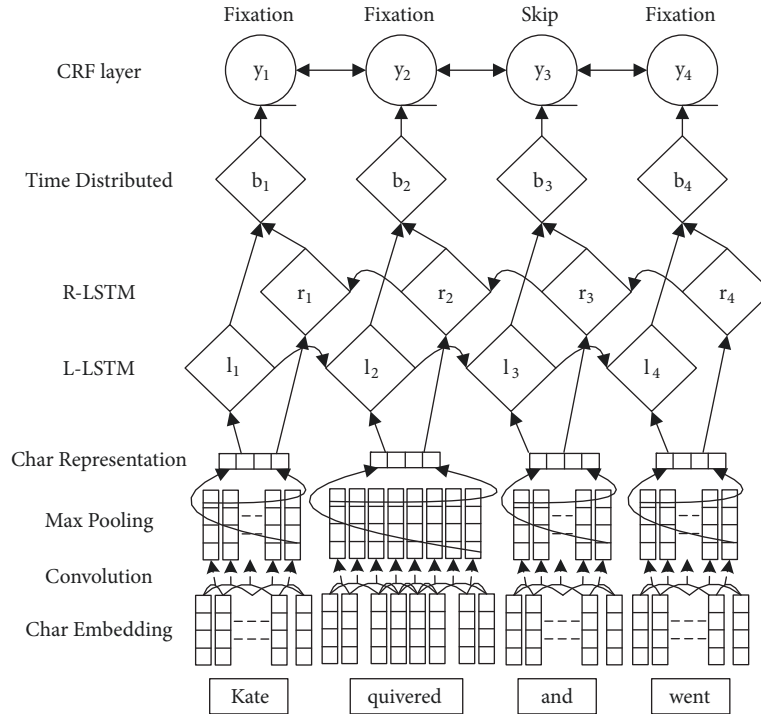 Fixation Fixation Skip Fixation
CRF layer y1 y2 y3 y4
Time Distributed b1 b2 b3 b4
R-LSTM r1 r2 r3 r4
L-LSTM l1 l2 l3 l4
Char Representation
Max Pooling
Convolution
Char Embedding
Kate quivered and went